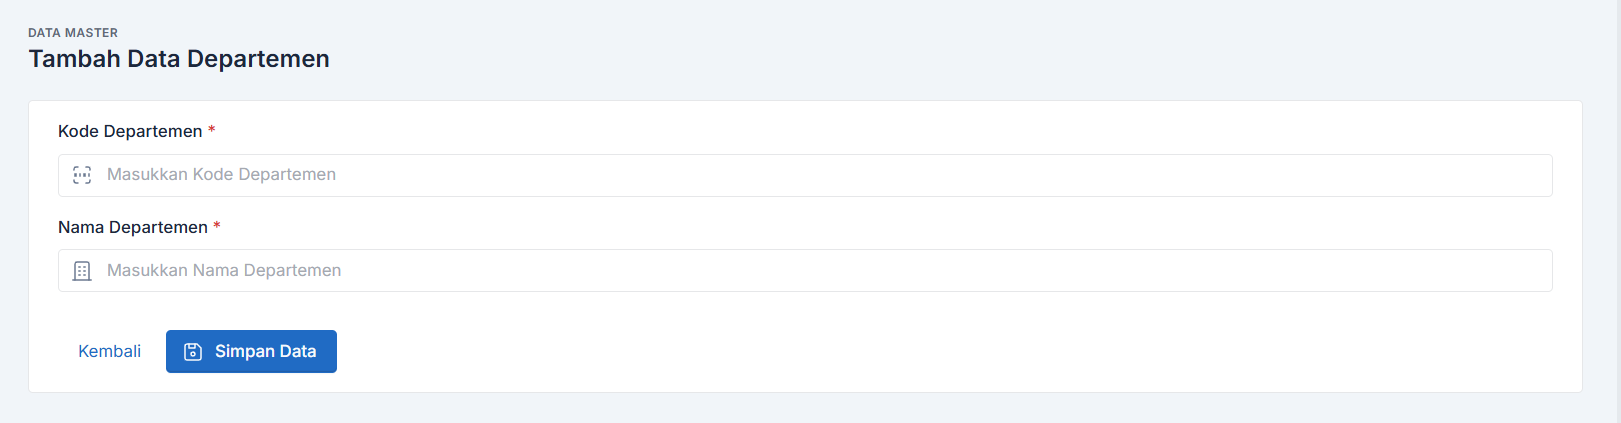 DATA MASTER
Tambah Data Departemen
Kode Departemen *
Masukkan Kode Departemen
Nama Departemen *
Masukkan Nama Departemen
Kembali Simpan Data